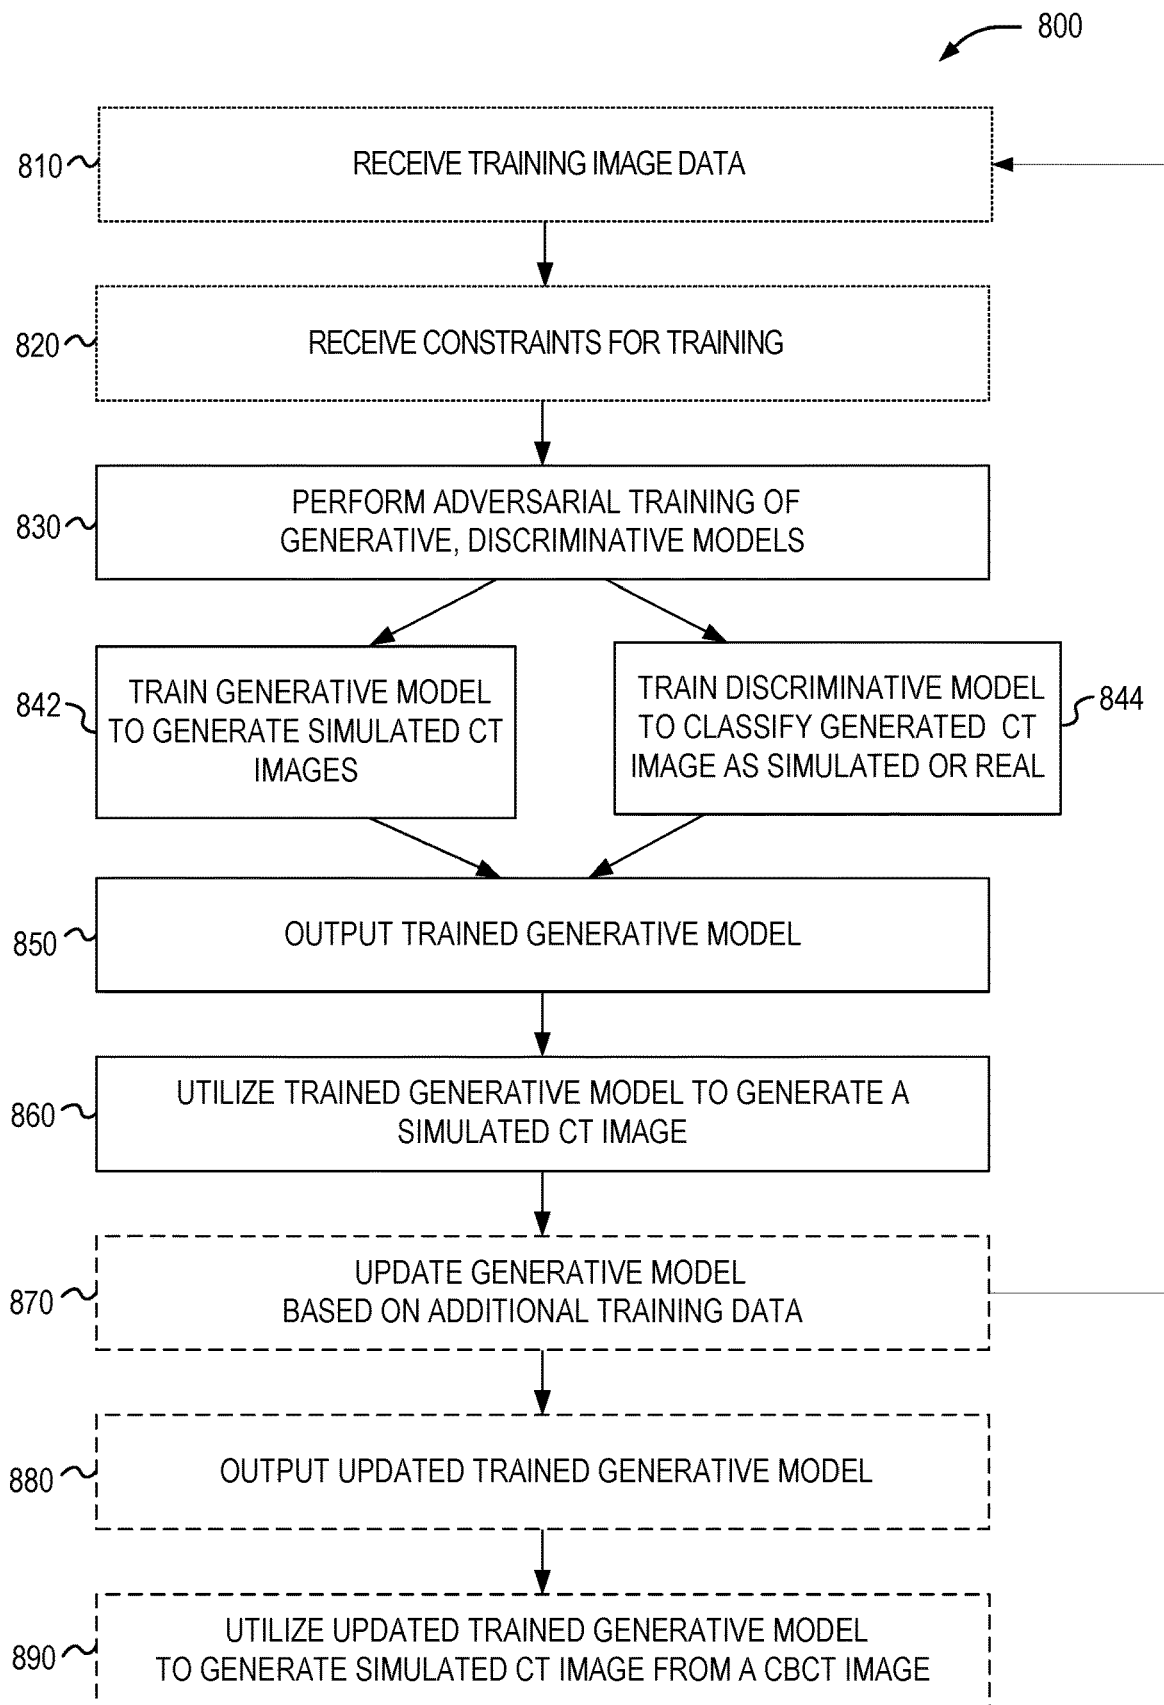 800
810
RECEIVE TRAINING IMAGE DATA
820
RECEIVE CONSTRAINTS FOR TRAINING
830
PERFORM ADVERSARIAL TRAINING OF
GENERATIVE, DISCRIMINATIVE MODELS
842
TRAIN GENERATIVE MODEL
TO GENERATE SIMULATED CT
IMAGES
TRAIN DISCRIMINATIVE MODEL
TO CLASSIFY GENERATED CT
IMAGE AS SIMULATED OR REAL
844
850
OUTPUT TRAINED GENERATIVE MODEL
860
UTILIZE TRAINED GENERATIVE MODEL TO GENERATE A
SIMULATED CT IMAGE
870
UPDATE GENERATIVE MODEL
BASED ON ADDITIONAL TRAINING DATA
880
OUTPUT UPDATED TRAINED GENERATIVE MODEL
890
UTILIZE UPDATED TRAINED GENERATIVE MODEL
TO GENERATE SIMULATED CT IMAGE FROM A CBCT IMAGE